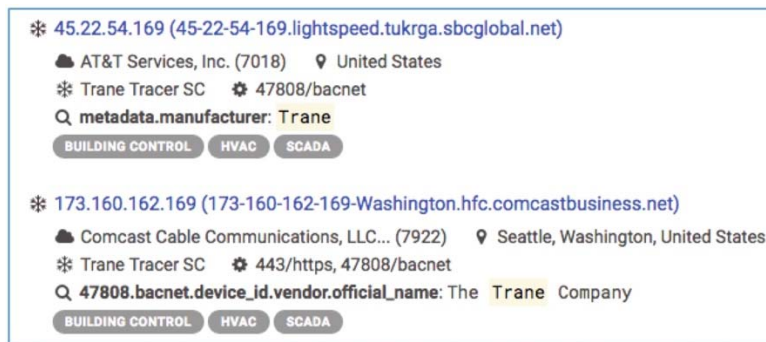 45.22.54.169 (45-22-54-169.lightspeed.tukrga.sbcglobal.net)
AT&T Services, Inc. (7018) United States
Trane Tracer SC 47808/bacnet
metadata.manufacturer: Trane
BUILDING CONTROL HVAC SCADA
173.160.162.169 (173-160-162-169-Washington.hfc.comcastbusiness.net)
Comcast Cable Communications, LLC... (7922) Seattle, Washington, United States
Trane Tracer SC 443/https, 47808/bacnet
47808.bacnet.device_id.vendor.official_name: The Trane Company
BUILDING CONTROL HVAC SCADA